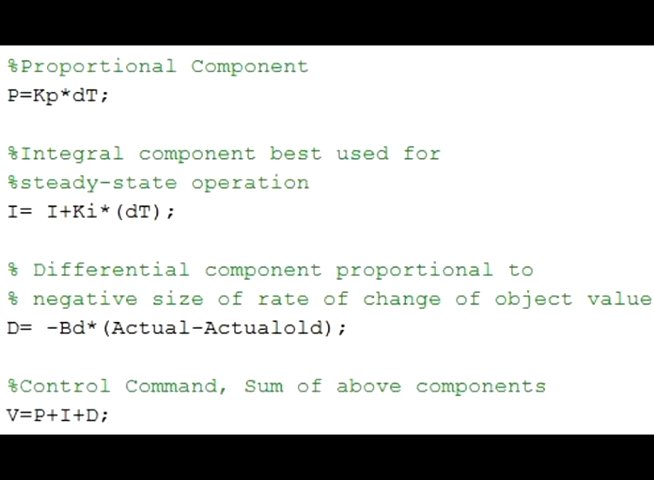 %Proportional Component
P=Kp*dT;
%Integral component best used for
%steady-state operation
I= I+Ki*(dT);
% Differential component proportional to
% negative size of rate of change of object value
D= -Bd*(Actual-Actualold);
%Control Command, Sum of above components
V=P+I+D;